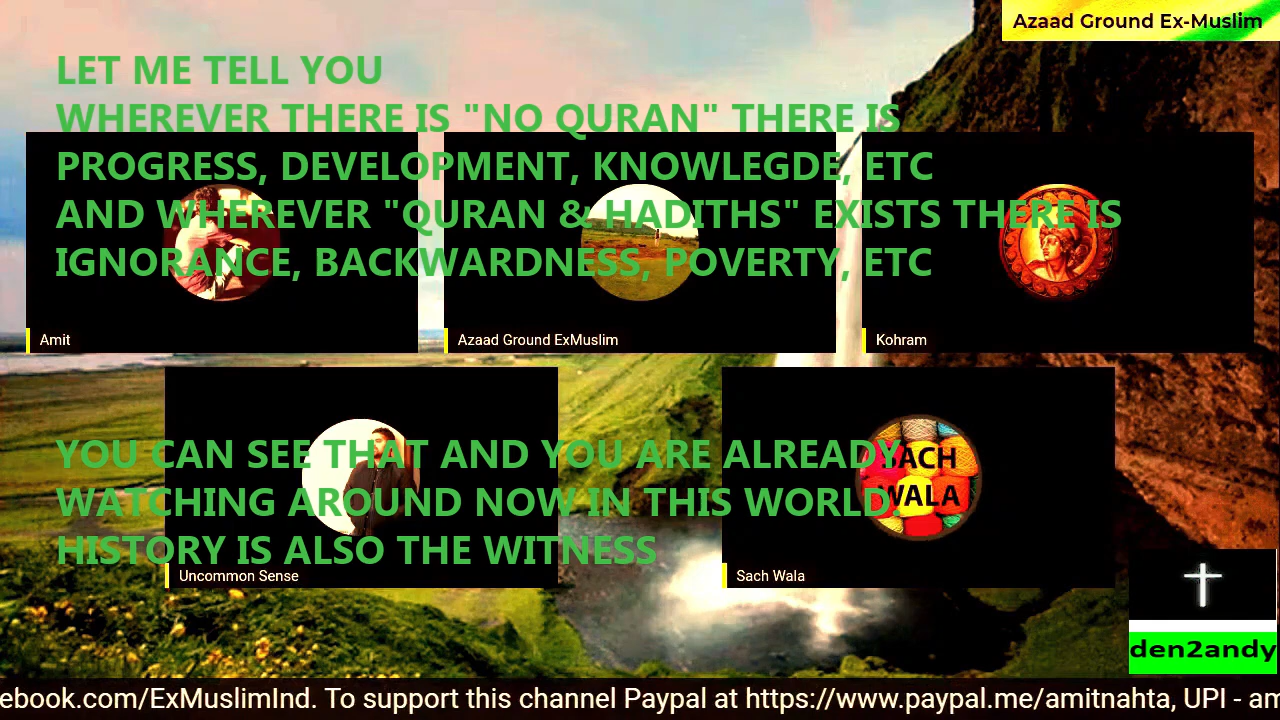 Azaad Ground Ex-Muslim
LET ME TELL YOU
WHEREVER THERE IS "NO QURAN" THERE IS
PROGRESS, DEVELOPMENT, KNOWLEGDE, ETC
AND WHEREVER "QURAN & HADITHS" EXISTS THERE IS
IGNORANCE, BACKWARDNESS, POVERTY, ETC
Amit
Azaad Ground ExMuslim
Kohram
YOU CAN SEE THAT AND YOU ARE ALREADY
WATCHING AROUND NOW IN THIS WORLD.
HISTORY IS ALSO THE WITNESS
SACH
WALA
Uncommon Sense
Sach Wala
den2andy
ebook.com/ExMuslimInd. To support this channel Paypal at https://www.paypal.me/amitnahta, UPI - am